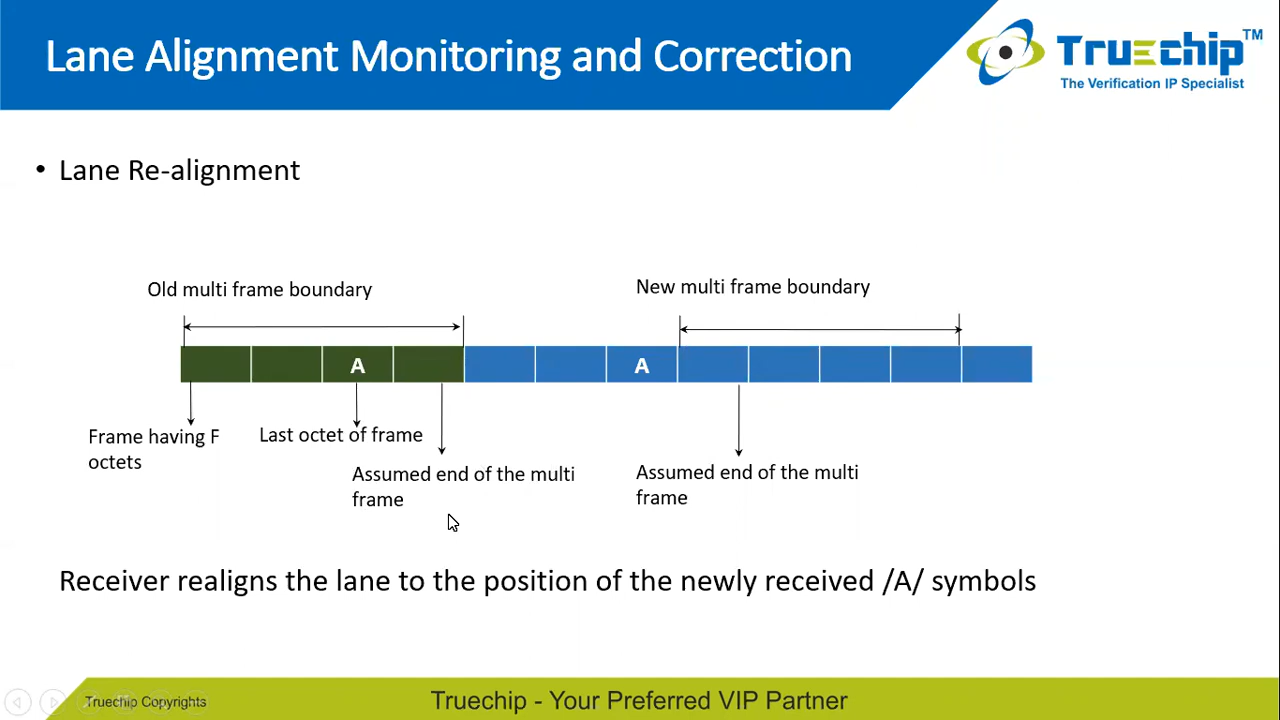 Lane Alignment Monitoring and Correction
Truechip TM
The Verification IP Specialist
• Lane Re-alignment
Old multi frame boundary
New multi frame boundary
A
A
Frame having F
octets
Last octet of frame
Assumed end of the multi
frame
Assumed end of the multi
frame
Receiver realigns the lane to the position of the newly received /A/ symbols
Truechip Copyrights
Truechip - Your Preferred VIP Partner